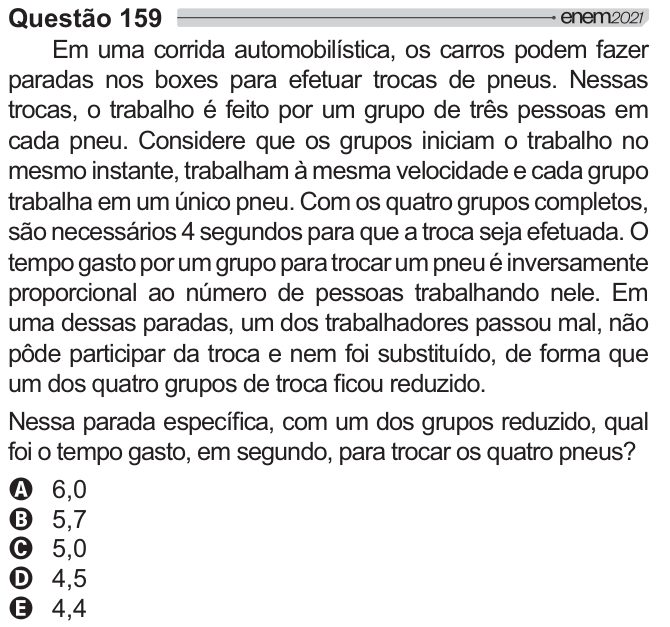 Questão 159 enem2021
Em uma corrida automobilística, os carros podem fazer
paradas nos boxes para efetuar trocas de pneus. Nessas
trocas, o trabalho é feito por um grupo de três pessoas em
cada pneu. Considere que os grupos iniciam o trabalho no
mesmo instante, trabalham à mesma velocidade e cada grupo
trabalha em um único pneu. Com os quatro grupos completos,
são necessários 4 segundos para que a troca seja efetuada. O
tempo gasto por um grupo para trocar um pneu é inversamente
proporcional ao número de pessoas trabalhando nele. Em
uma dessas paradas, um dos trabalhadores passou mal, não
pôde participar da troca e nem foi substituído, de forma que
um dos quatro grupos de troca ficou reduzido.
Nessa parada específica, com um dos grupos reduzido, qual
foi o tempo gasto, em segundo, para trocar os quatro pneus?
A 6,0
B 5,7
C 5,0
D 4,5
E 4,4